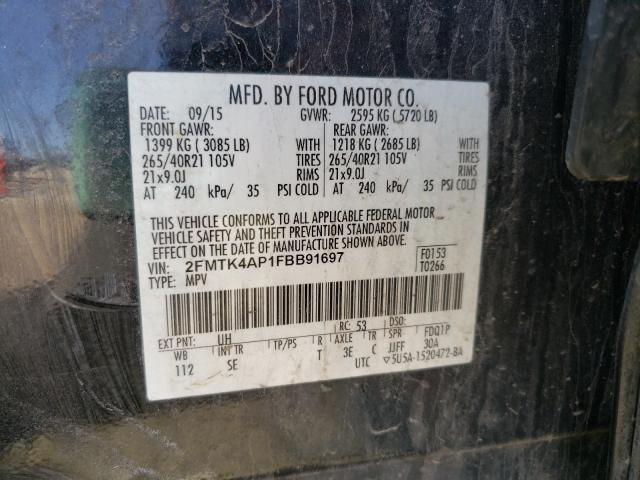 MFD. BY FORD MOTOR CO.
DATE: 09/15 GVWR: 2595 KG ( 5720 LB)
FRONT GAWR: REAR GAWR:
1399 KG ( 3085 LB) WITH 1218 KG ( 2685 LB) WITH
265/40R21 105V TIRES 265/40R21 105V TIRES
21x9.0J RIMS 21x9.0J RIMS
AT 240 kPa/ 35 PSI COLD AT 240 kPa/ 35 PSI COLD
THIS VEHICLE CONFORMS TO ALL APPLICABLE FEDERAL MOTOR
VEHICLE SAFETY AND THEFT PREVENTION STANDARDS IN
EFFECT ON THE DATE OF MANUFACTURE SHOWN ABOVE.
VIN: 2FMTK4AP1FBB91697 F0153
TYPE: MPV T0266
EXT PNT: UH RC: 53 DSO:
WB INT TR TP/PS R AXLE TR SPR FDQ1P
112 SE T 3E C JJFF 30A
UTC ▽5U5A-1520472-BA